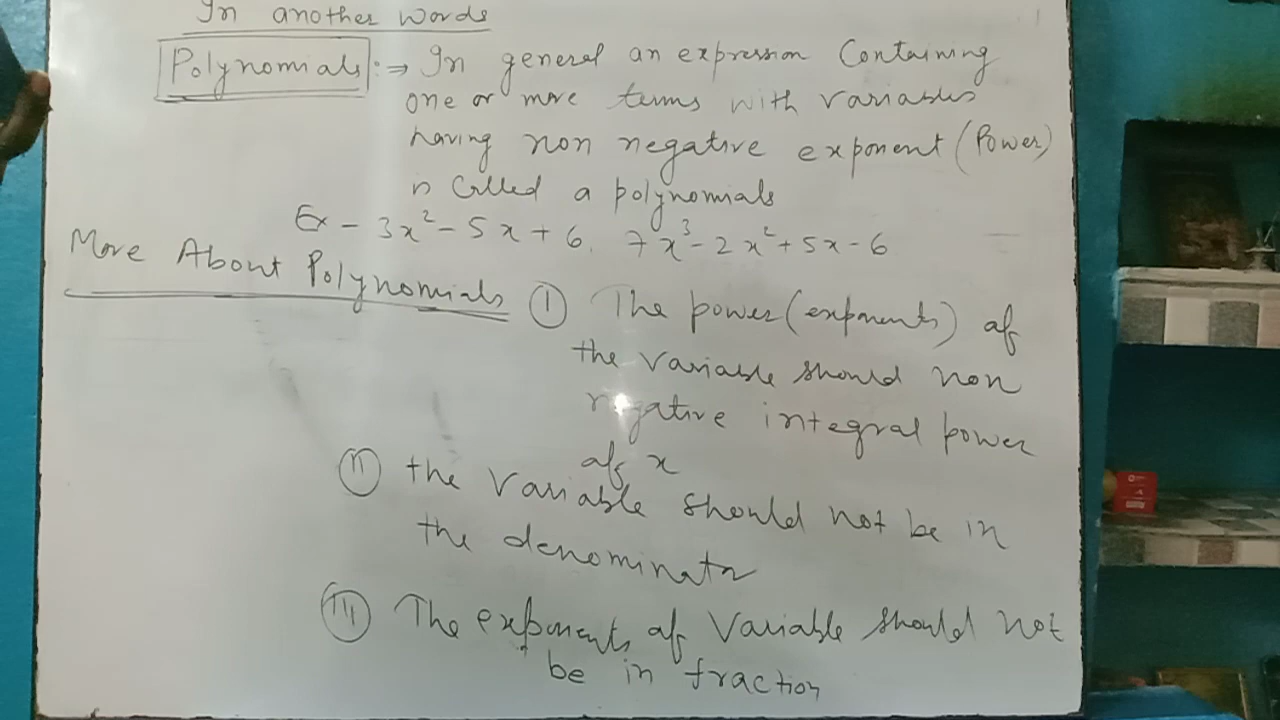 In another words
Polynomials :⇒ In general an expression Containing
one or more terms with variables
having non negative exponent (Power)
is Called a polynomials
Ex - 3x² - 5x + 6, 7x³ - 2x² + 5x - 6
More About Polynomials
(I) The power (exponents) of
the variable should non
negative integral power
of x
(II) the Variable should not be in
the denominator
(III) The exponents of Variable should not
be in fraction